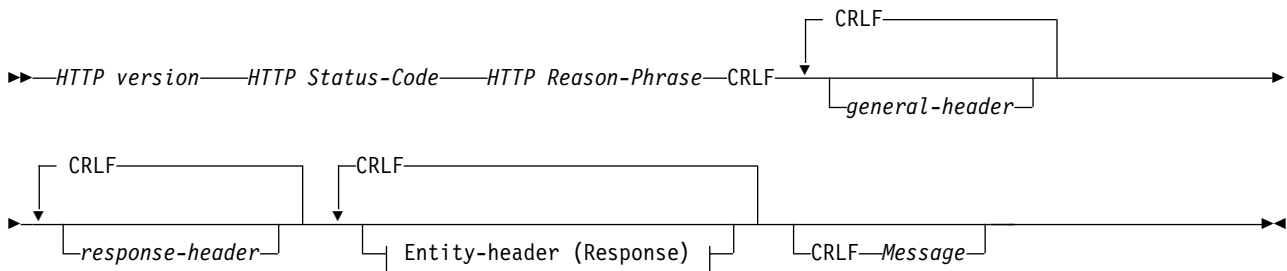 CRLF
HTTP version HTTP Status-Code HTTP Reason-Phrase CRLF
general-header
CRLF CRLF
response-header Entity-header (Response) CRLF Message